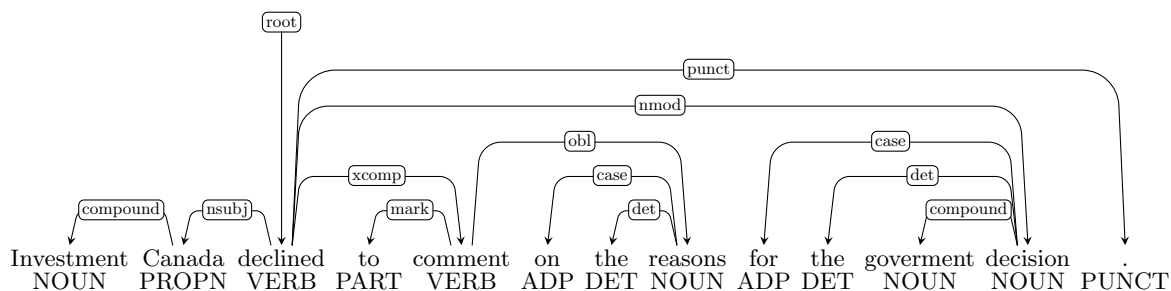 root
punct
nmod
obl case
xcomp case det
compound nsubj mark det compound
Investment Canada declined to comment on the reasons for the goverment decision .
NOUN PROPN VERB PART VERB ADP DET NOUN ADP DET NOUN NOUN PUNCT